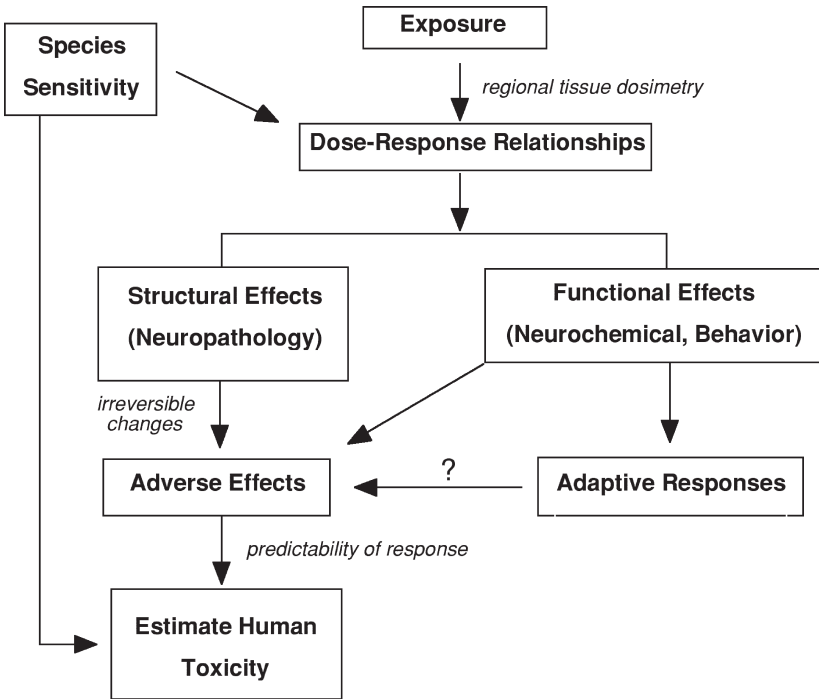 Species
Sensitivity
Exposure
regional tissue dosimetry
Dose-Response Relationships
Structural Effects
(Neuropathology)
Functional Effects
(Neurochemical, Behavior)
irreversible
changes
Adverse Effects
?
Adaptive Responses
predictability of response
Estimate Human
Toxicity